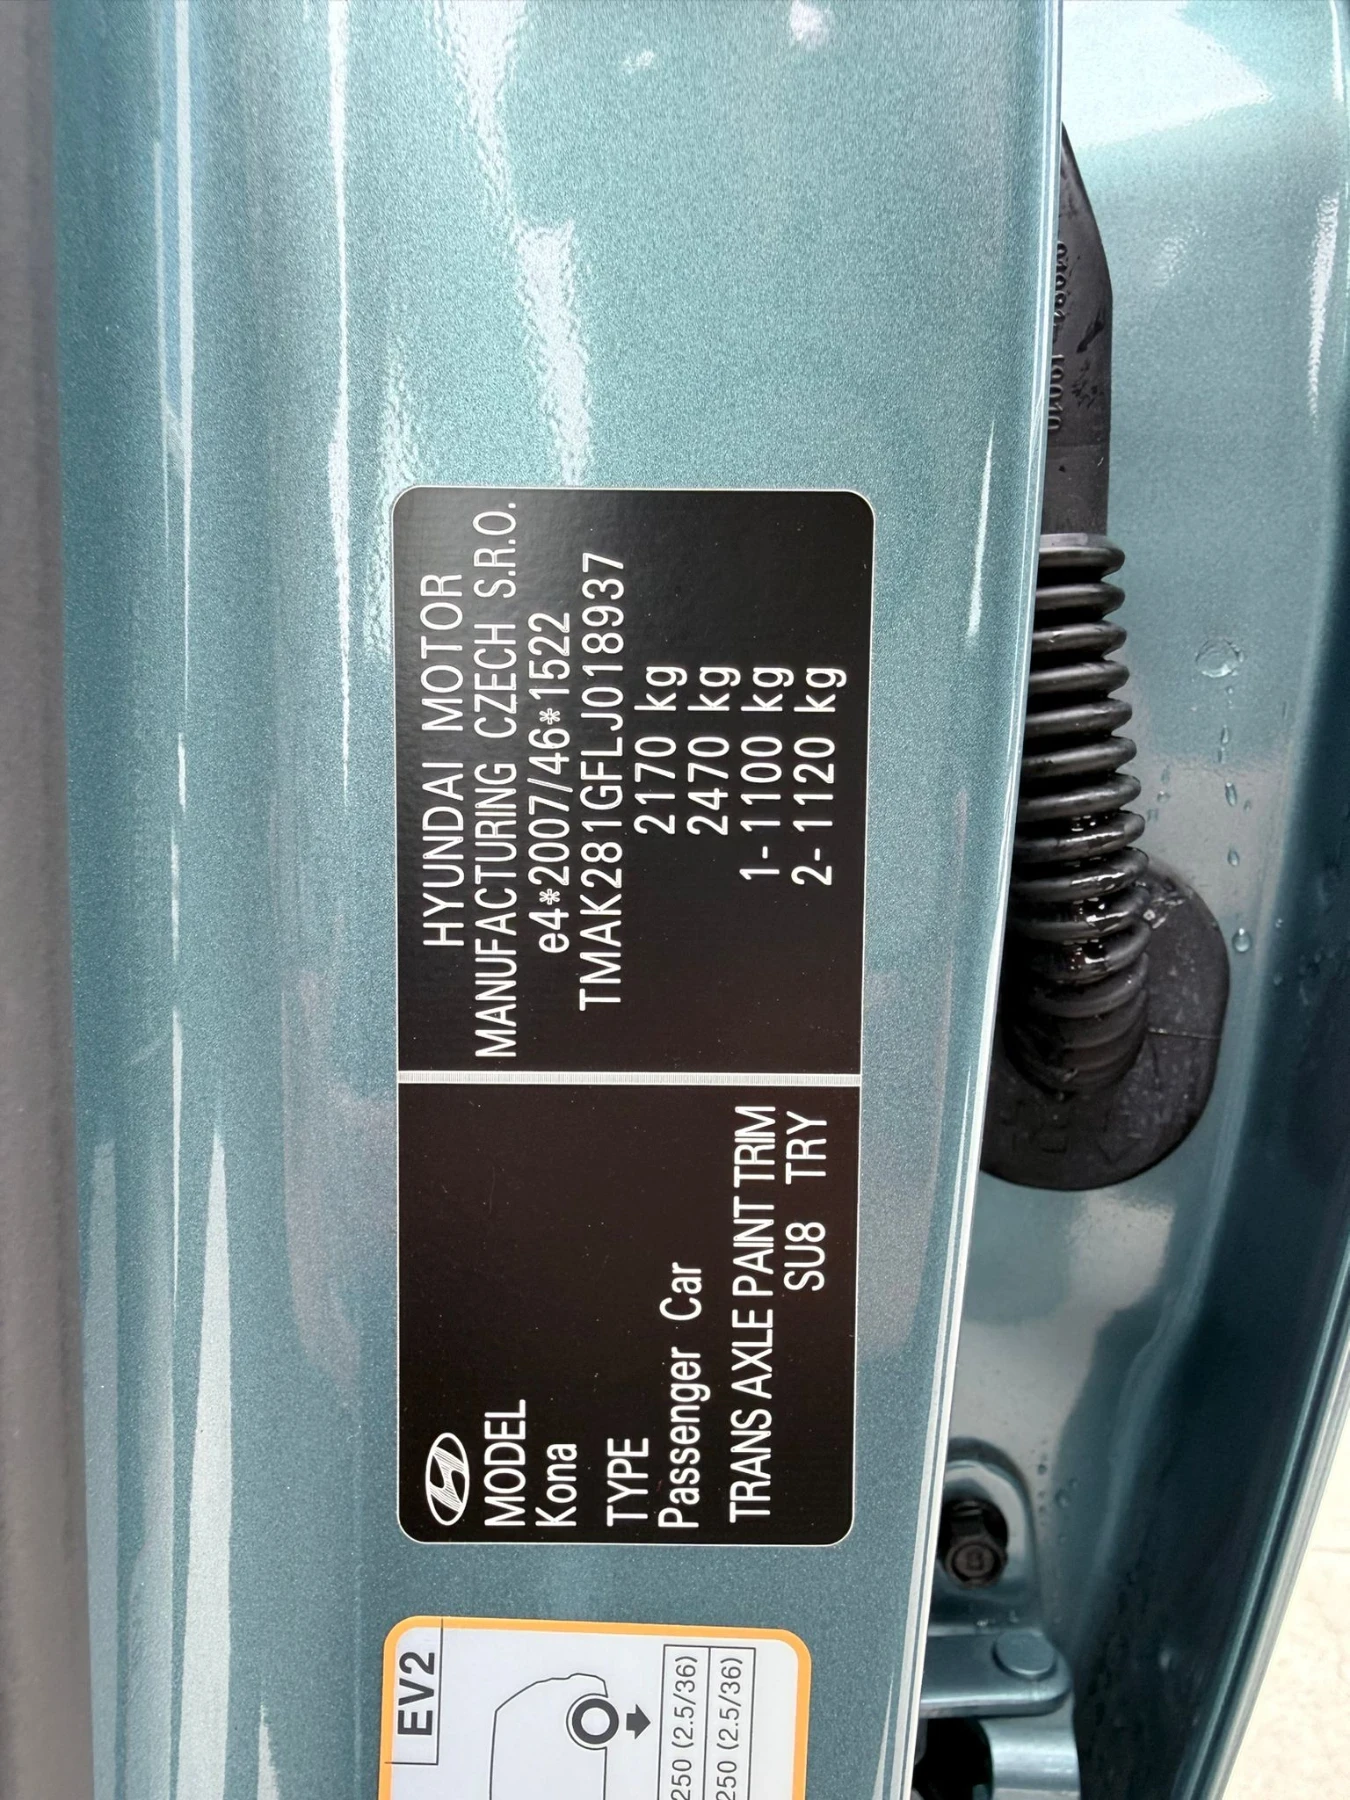 MODEL
Kona
TYPE
Passenger Car
TRANS AXLE PAINT TRIM
SU8 TRY
HYUNDAI MOTOR
MANUFACTURING CZECH S.R.O.
e4*2007/46*1522
TMAK281GFLJ018937
2170 kg
2470 kg
1-1100 kg
2-1120 kg
EV2
250 (2.5/36)
250 (2.5/36)